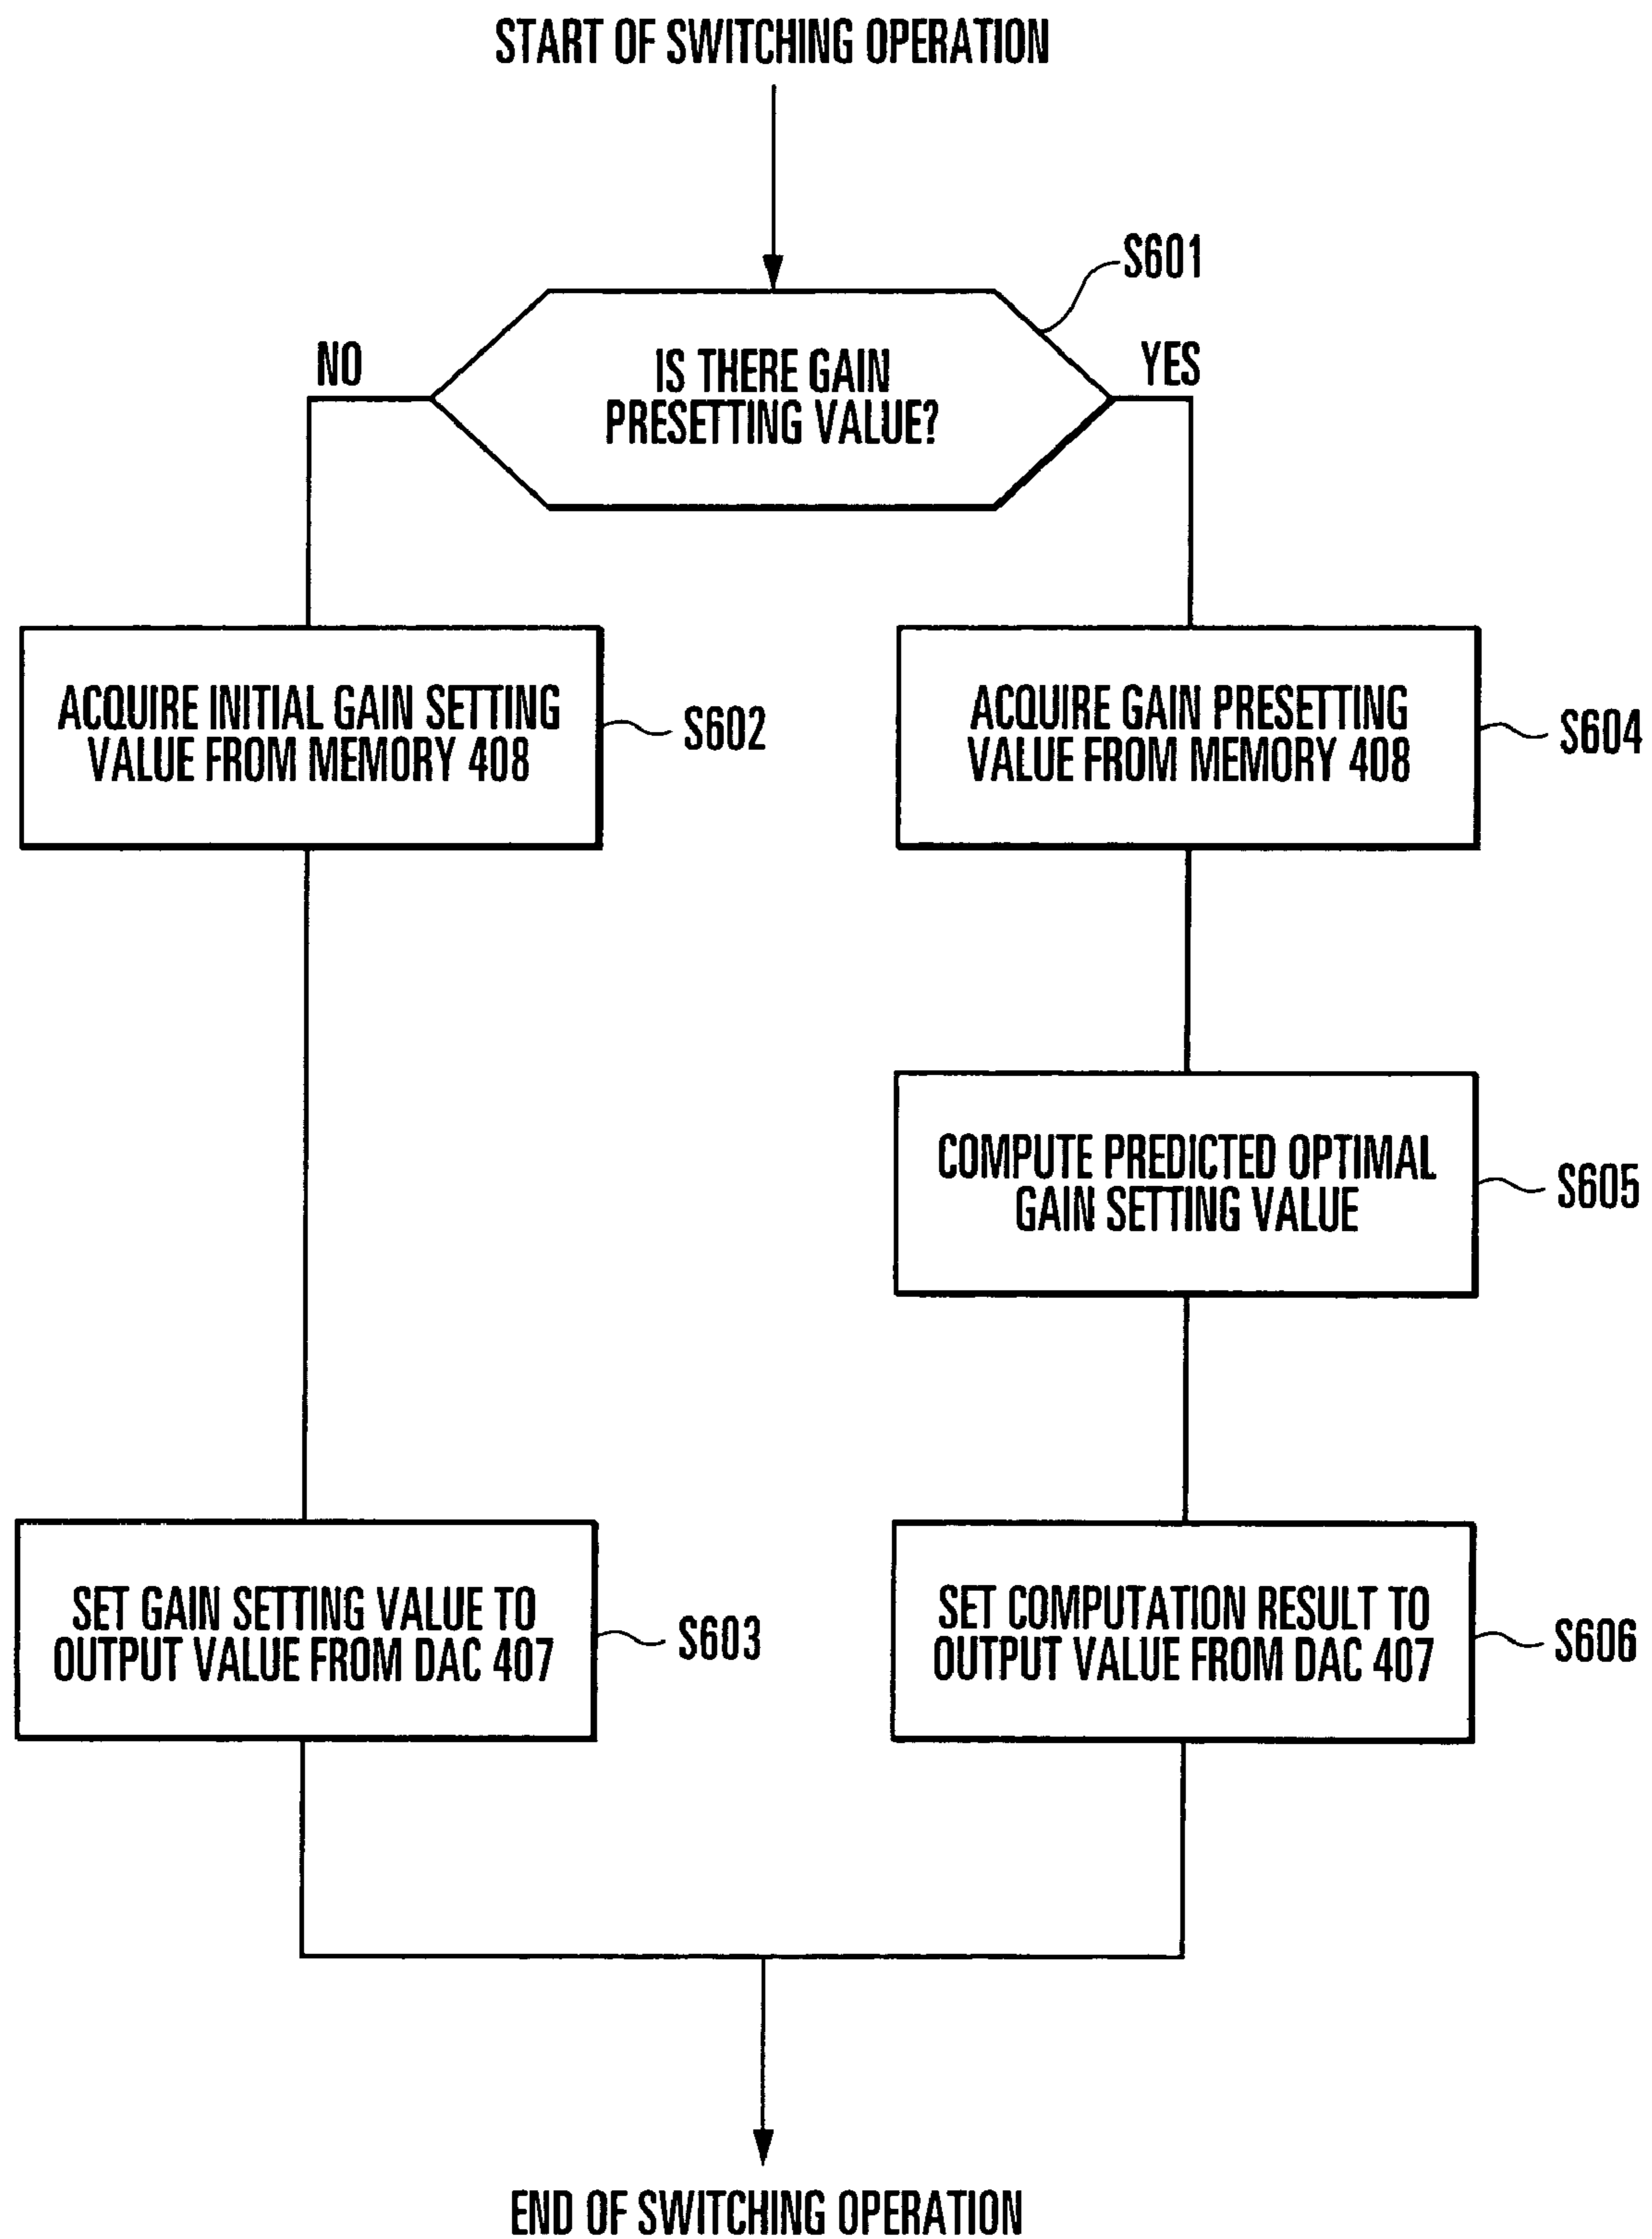 START OF SWITCHING OPERATION
S601
NO
YES
IS THERE GAIN
PRESETTING VALUE?
ACQUIRE INITIAL GAIN SETTING
VALUE FROM MEMORY 408
S602
ACQUIRE GAIN PRESETTING
VALUE FROM MEMORY 408
S604
COMPUTE PREDICTED OPTIMAL
GAIN SETTING VALUE
S605
SET GAIN SETTING VALUE TO
OUTPUT VALUE FROM DAC 407
S603
SET COMPUTATION RESULT TO
OUTPUT VALUE FROM DAC 407
S606
END OF SWITCHING OPERATION